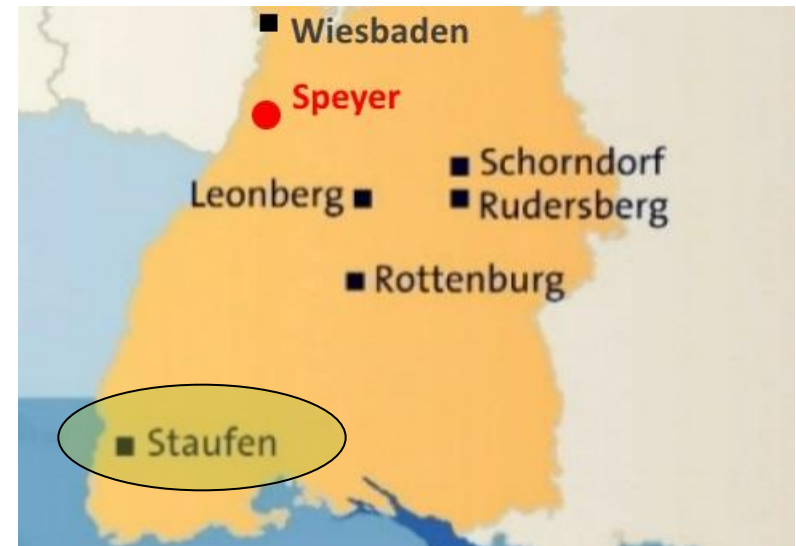 Wiesbaden
Speyer
Schorndorf
Leonberg
Rudersberg
Rottenburg
Staufen